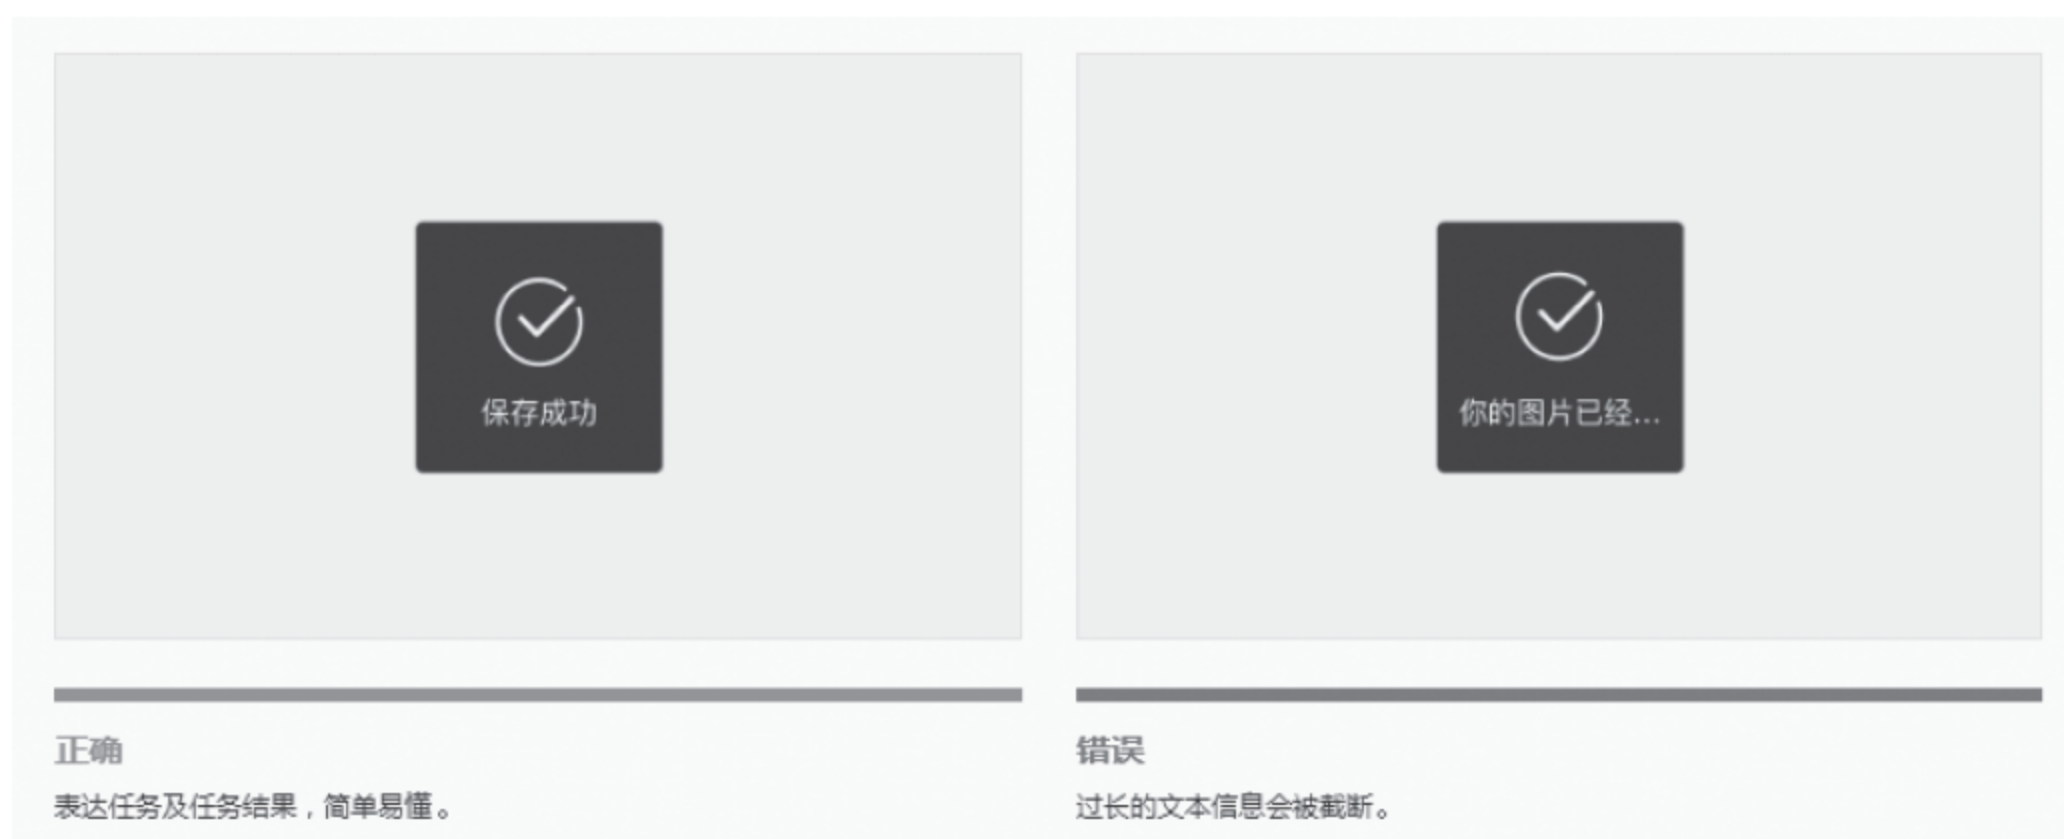 保存成功
你的图片已经...
正确
表达任务及任务结果，简单易懂。
错误
过长的文本信息会被截断。